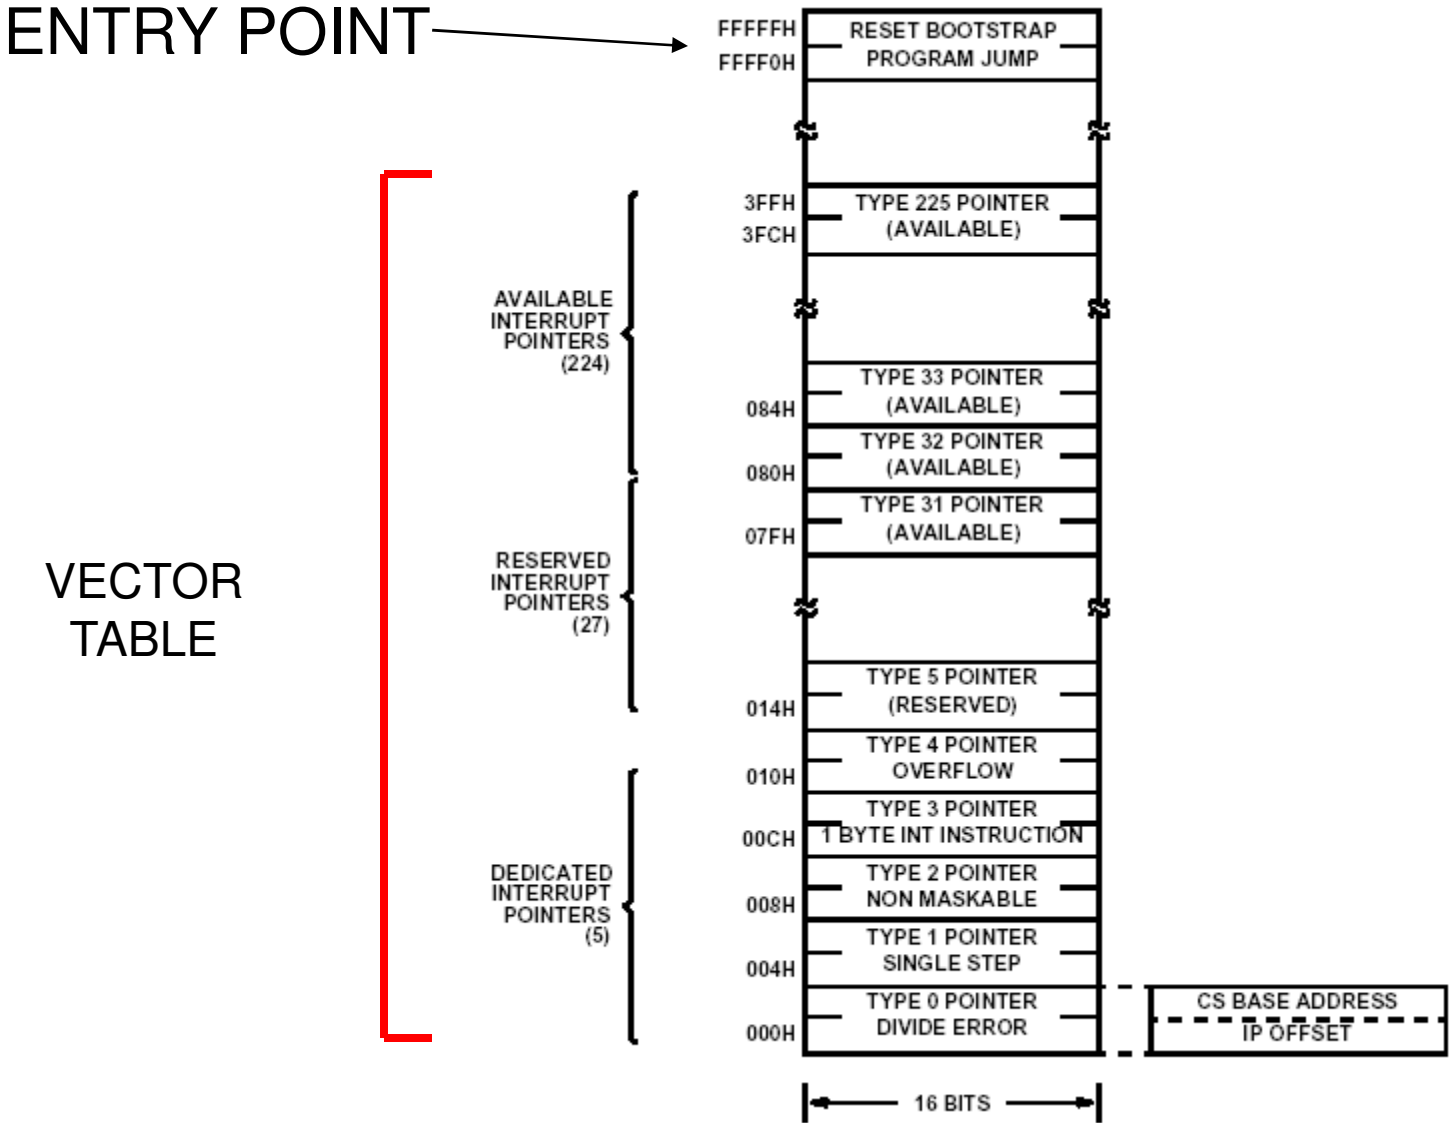 ENTRY POINT
FFFFFH
FFFF0H
RESET BOOTSTRAP
PROGRAM JUMP
3FFH
3FCH
TYPE 225 POINTER
(AVAILABLE)
AVAILABLE
INTERRUPT
POINTERS
(224)
084H
TYPE 33 POINTER
(AVAILABLE)
080H
TYPE 32 POINTER
(AVAILABLE)
07FH
TYPE 31 POINTER
(AVAILABLE)
VECTOR
TABLE
RESERVED
INTERRUPT
POINTERS
(27)
014H
TYPE 5 POINTER
(RESERVED)
010H
TYPE 4 POINTER
OVERFLOW
00CH
TYPE 3 POINTER
1 BYTE INT INSTRUCTION
DEDICATED
INTERRUPT
POINTERS
(5)
008H
TYPE 2 POINTER
NON MASKABLE
004H
TYPE 1 POINTER
SINGLE STEP
000H
TYPE 0 POINTER
DIVIDE ERROR
CS BASE ADDRESS
IP OFFSET
16 BITS